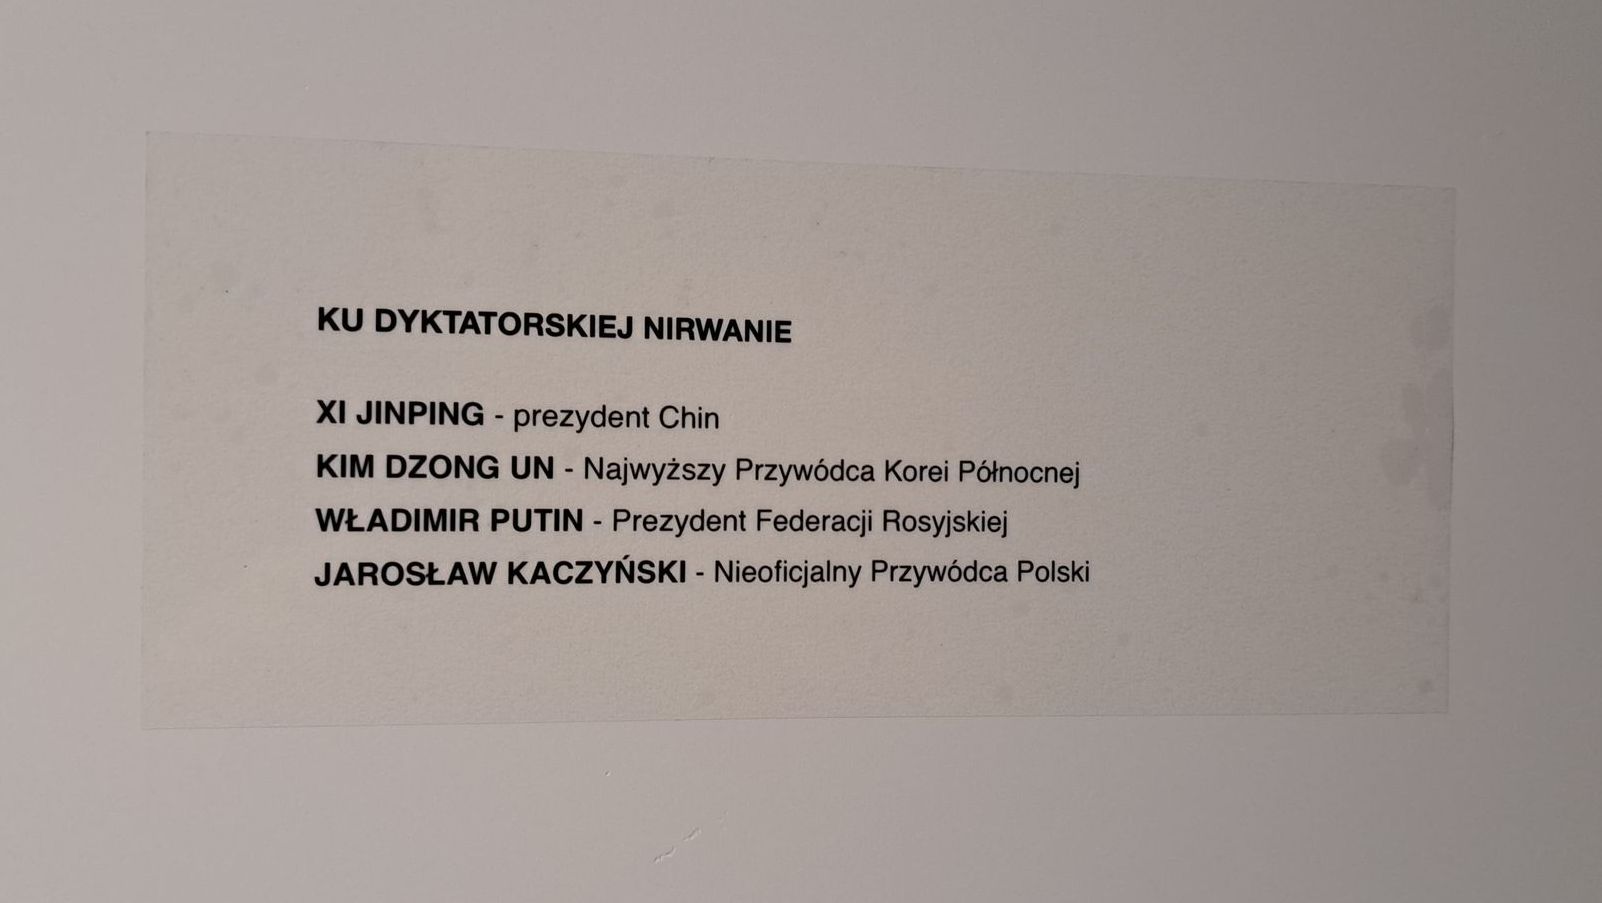 KU DYKTATORSKIEJ NIRWANIE
XI JINPING - prezydent Chin
KIM DZONG UN - Najwyższy Przywódca Korei Północnej
WŁADIMIR PUTIN - Prezydent Federacji Rosyjskiej
JAROSŁAW KACZYŃSKI - Nieoficjalny Przywódca Polski